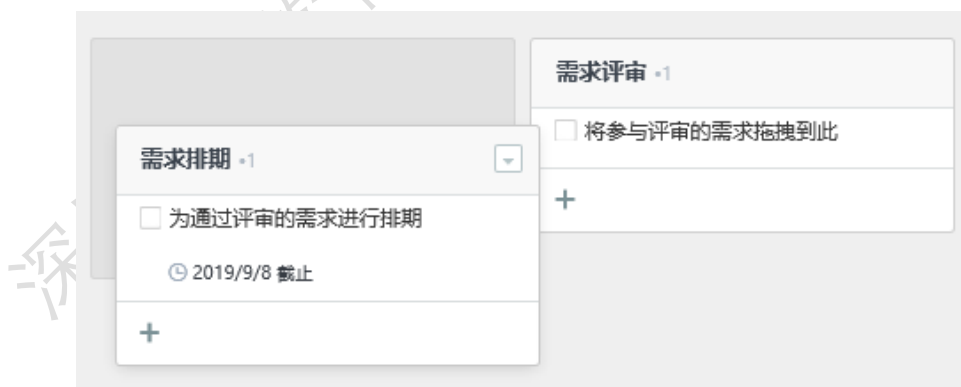 需求评审 •1
将参与评审的需求拖拽到此
+
需求排期 •1
为通过评审的需求进行排期
2019/9/8 截止
+